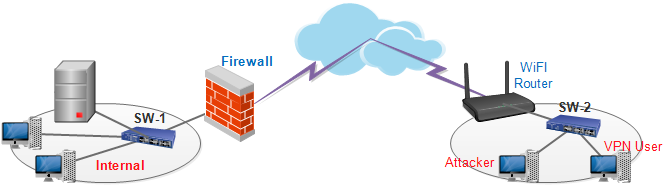 Firewall
WiFI
Router
SW-1
SW-2
Internal
Attacker
VPN User